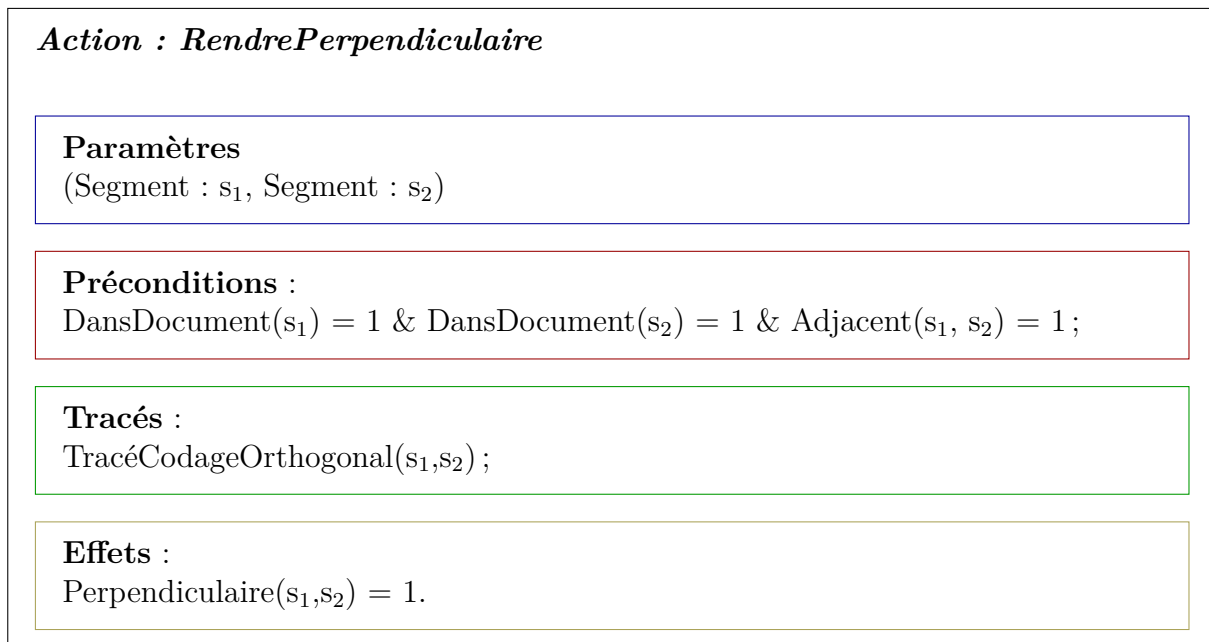 Action : RendrePerpendiculaire
Paramètres
(Segment : s₁, Segment : s₂)
Préconditions :
DansDocument(s₁) = 1 & DansDocument(s₂) = 1 & Adjacent(s₁, s₂) = 1 ;
Tracés :
TracéCodageOrthogonal(s₁,s₂) ;
Effets :
Perpendiculaire(s₁,s₂) = 1.